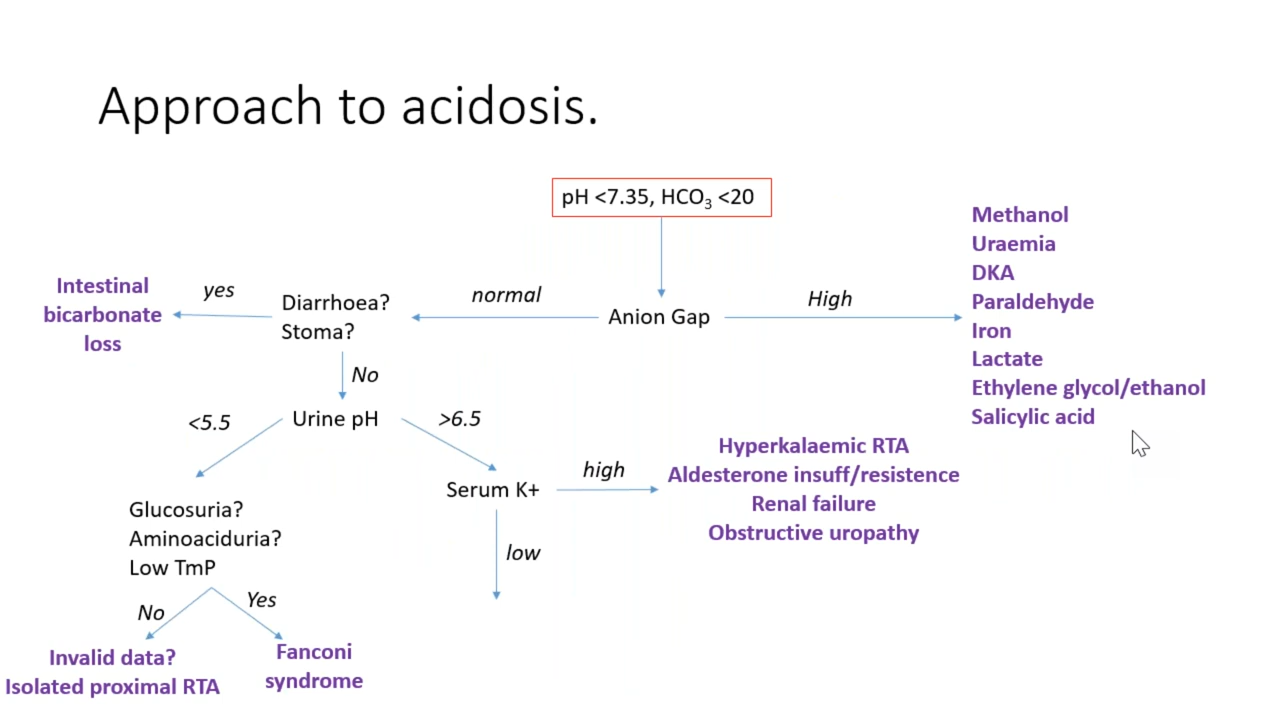 Approach to acidosis.
pH <7.35, HCO₃ <20
Anion Gap
High
Methanol
Uraemia
DKA
Paraldehyde
Iron
Lactate
Ethylene glycol/ethanol
Salicylic acid
normal
Diarrhoea?
Stoma?
yes
Intestinal
bicarbonate
loss
No
Urine pH
<5.5
>6.5
Serum K+
high
Hyperkalaemic RTA
Aldesterone insuff/resistence
Renal failure
Obstructive uropathy
low
Glucosuria?
Aminoaciduria?
Low TmP
No
Yes
Invalid data?
Isolated proximal RTA
Fanconi
syndrome